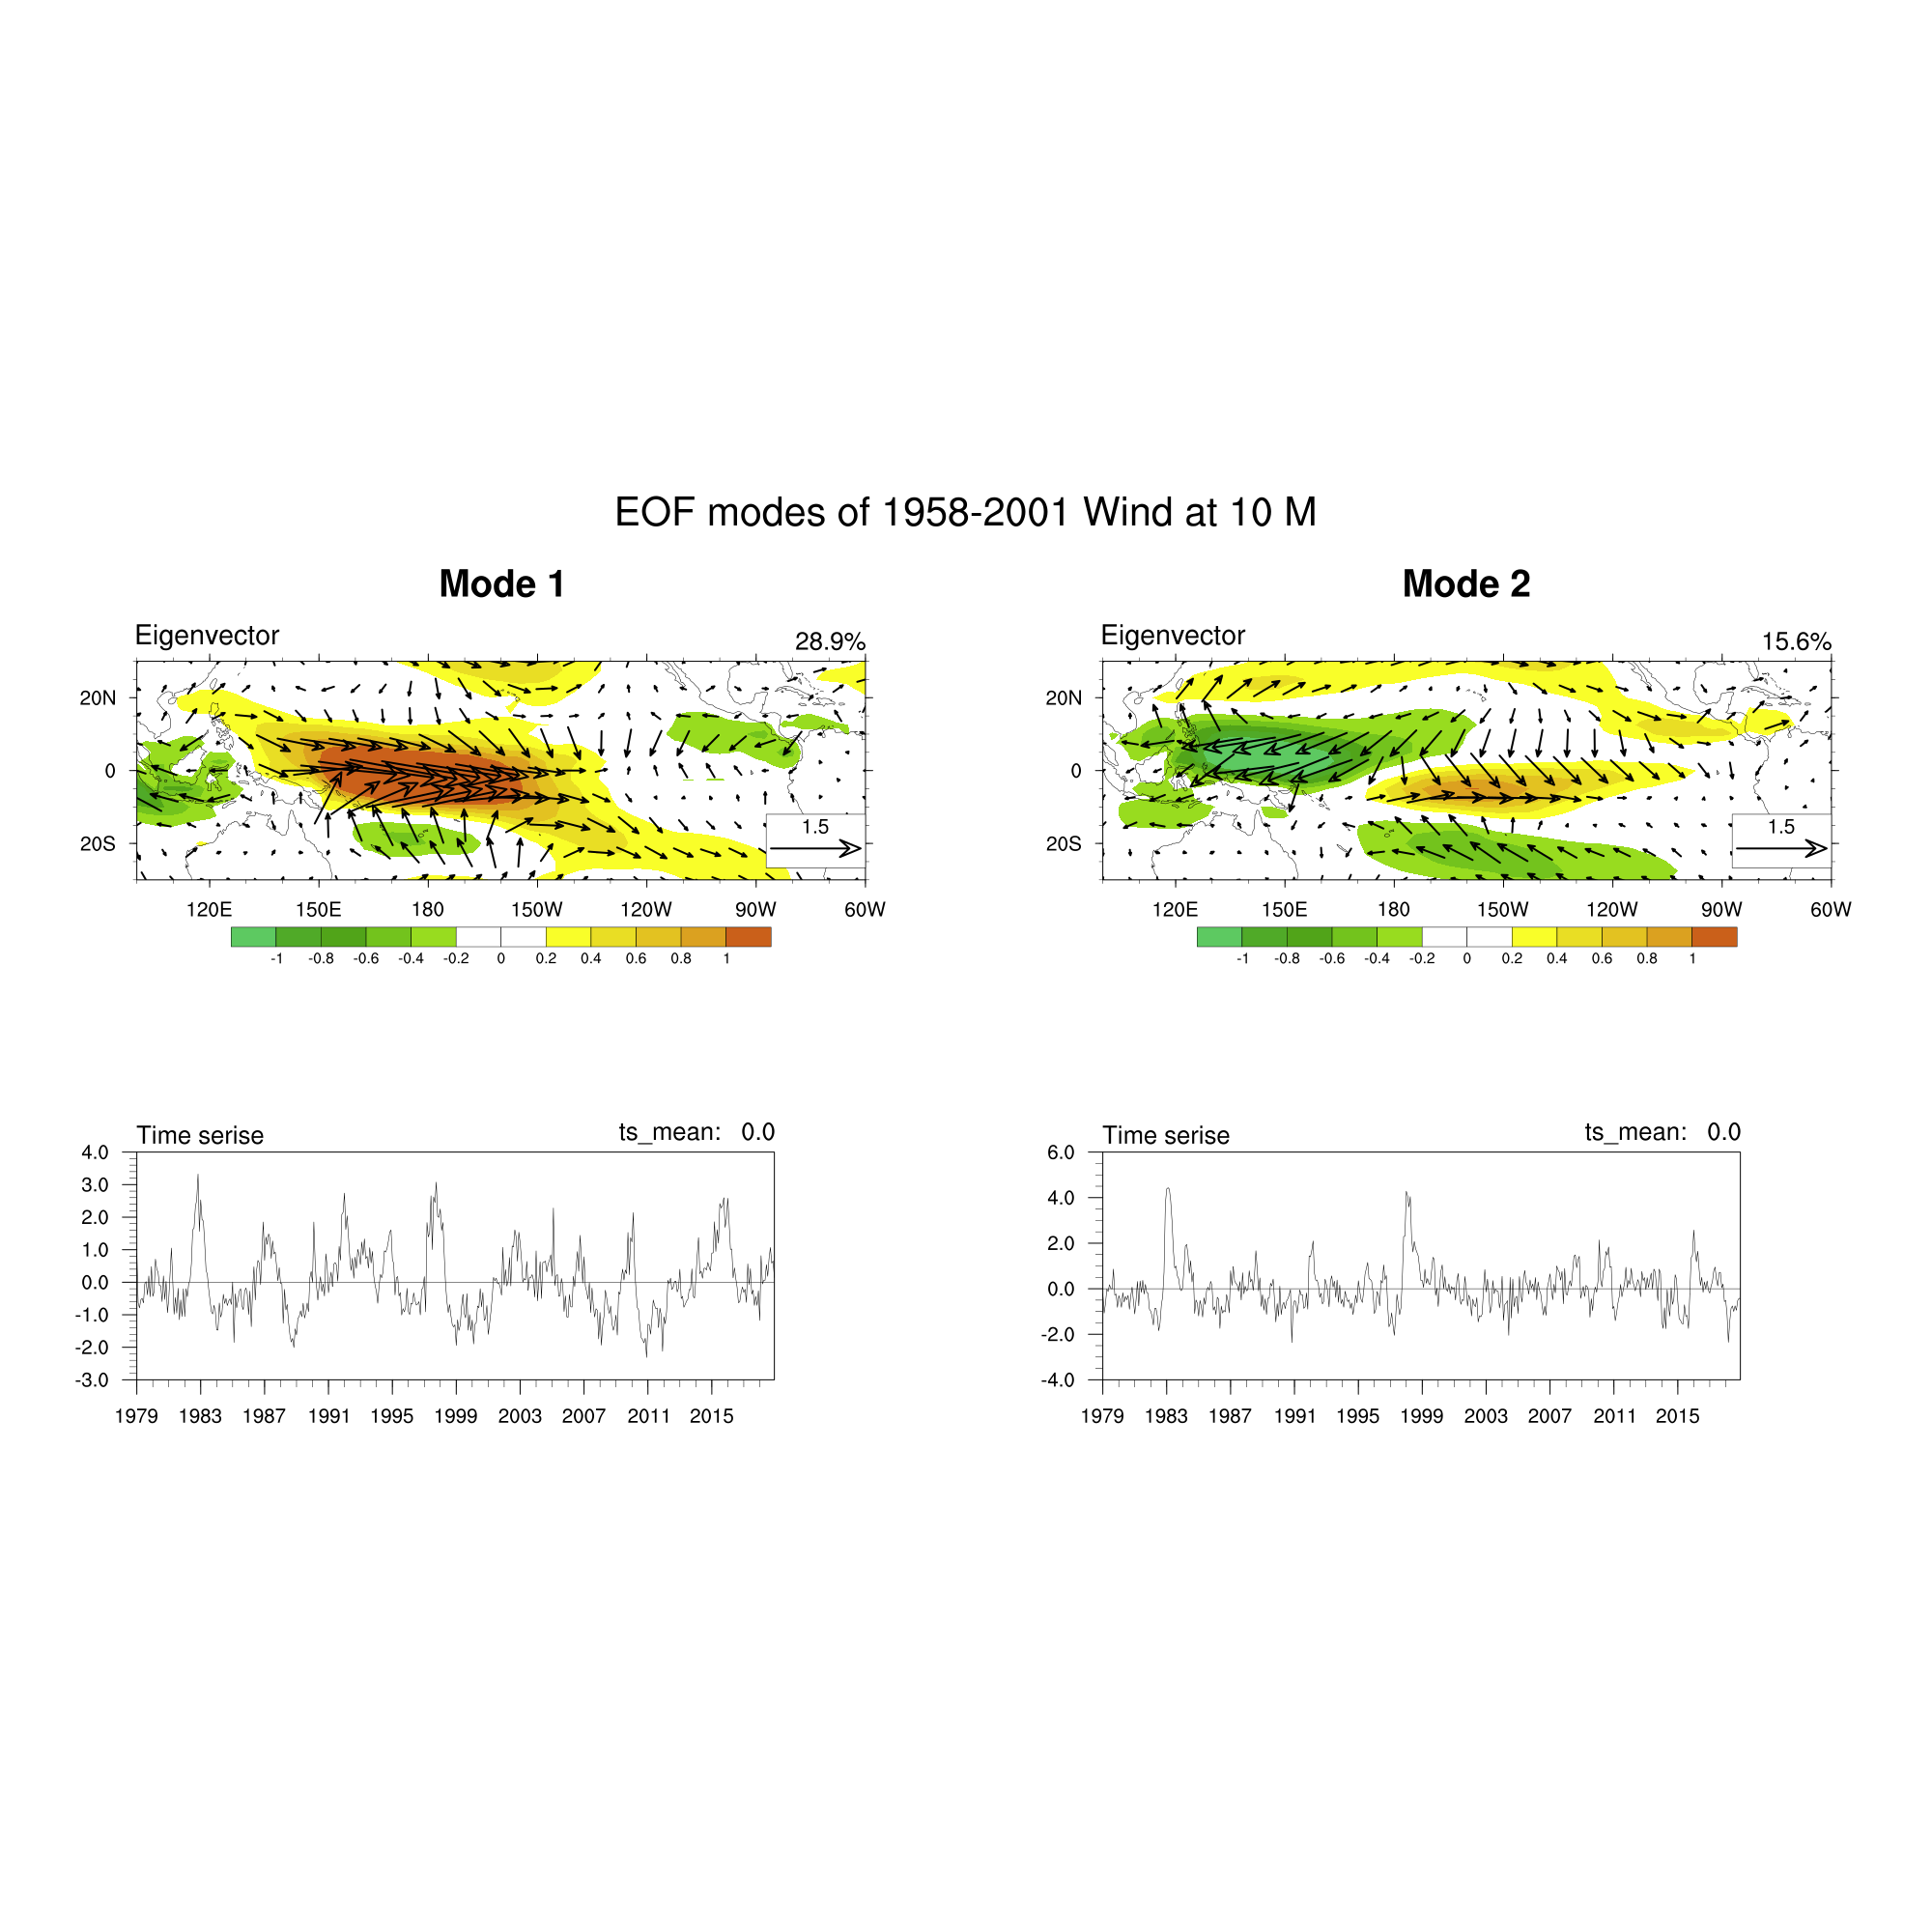 EOF modes of 1958-2001 Wind at 10 M
Mode 1
Mode 2
Eigenvector
28.9%
20N
0
20S
1.5
120E 150E 180 150W 120W 90W 60W
-1 -0.8 -0.6 -0.4 -0.2 0 0.2 0.4 0.6 0.8 1
Eigenvector
15.6%
20N
0
20S
1.5
120E 150E 180 150W 120W 90W 60W
-1 -0.8 -0.6 -0.4 -0.2 0 0.2 0.4 0.6 0.8 1
Time serise
ts_mean: 0.0
4.0
3.0
2.0
1.0
0.0
-1.0
-2.0
-3.0
1979 1983 1987 1991 1995 1999 2003 2007 2011 2015
Time serise
ts_mean: 0.0
6.0
4.0
2.0
0.0
-2.0
-4.0
1979 1983 1987 1991 1995 1999 2003 2007 2011 2015